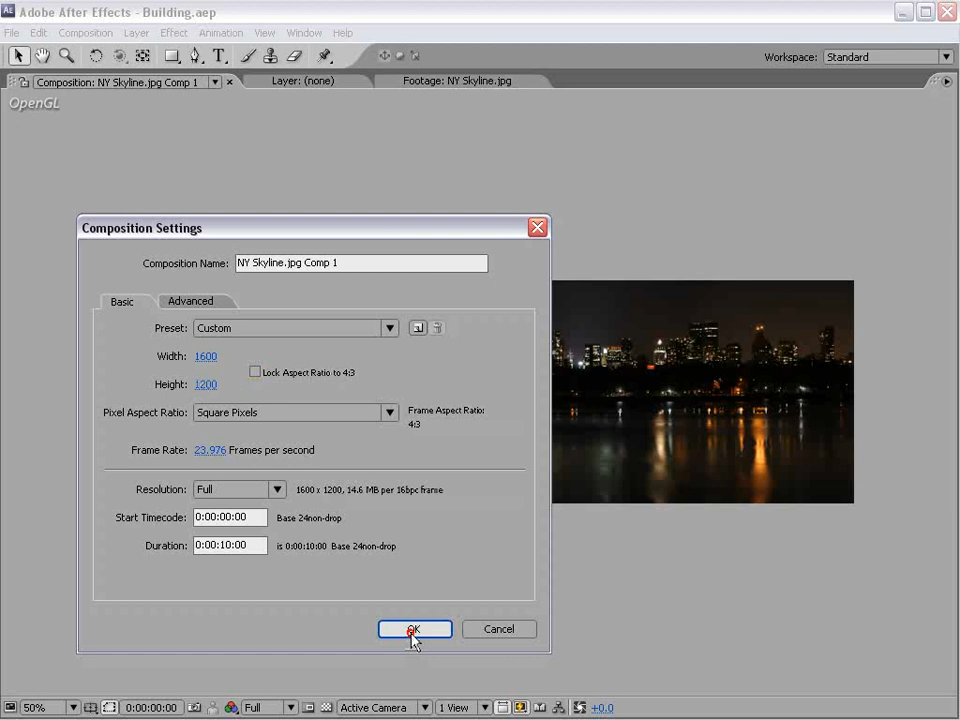 Adobe After Effects - Building.aep
File Edit Composition Layer Effect Animation View Window Help
Workspace: Standard
Composition: NY Skyline.jpg Comp 1 Layer: (none) Footage: NY Skyline.jpg
OpenGL
Composition Settings
Composition Name: NY Skyline.jpg Comp 1
Basic Advanced
Preset: Custom
Width: 1600
Lock Aspect Ratio to 4:3
Height: 1200
Pixel Aspect Ratio: Square Pixels Frame Aspect Ratio:
4:3
Frame Rate: 23.976 Frames per second
Resolution: Full 1600 x 1200, 14.6 MB per 16bpc frame
Start Timecode: 0:00:00:00 Base 24non-drop
Duration: 0:00:10:00 is 0:00:10:00 Base 24non-drop
OK Cancel
50% 0:00:00:00 Full Active Camera 1 View +0.0